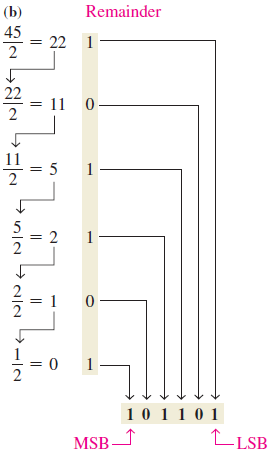 (b) Remainder
45/2 = 22 1
22/2 = 11 0
11/2 = 5 1
5/2 = 2 1
2/2 = 1 0
1/2 = 0 1
1 0 1 1 0 1
MSB LSB